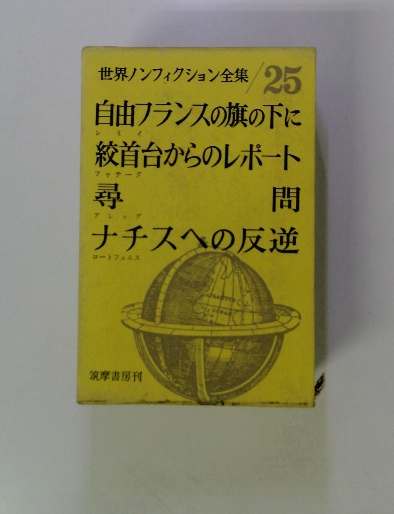 世界ノンフィクション全集/25
自由フランスの旗の下に
レミイ
絞首台からのレポート
フゥチーク
尋問
アレッグ
ナチスへの反逆
ロートフェルス
筑摩書房刊